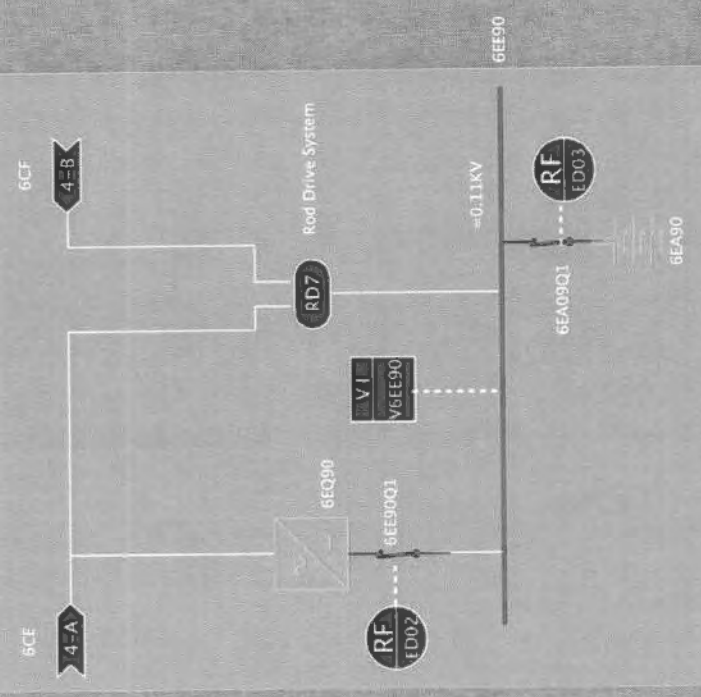 6CE
4=A
6CF
4=B
Rod Drive System
RD7
6EQ90
6EE90Q1
RF
ED02
V I
V6EE90
=0.11KV
6EE90
RF
ED03
6EA09Q1
6EA90